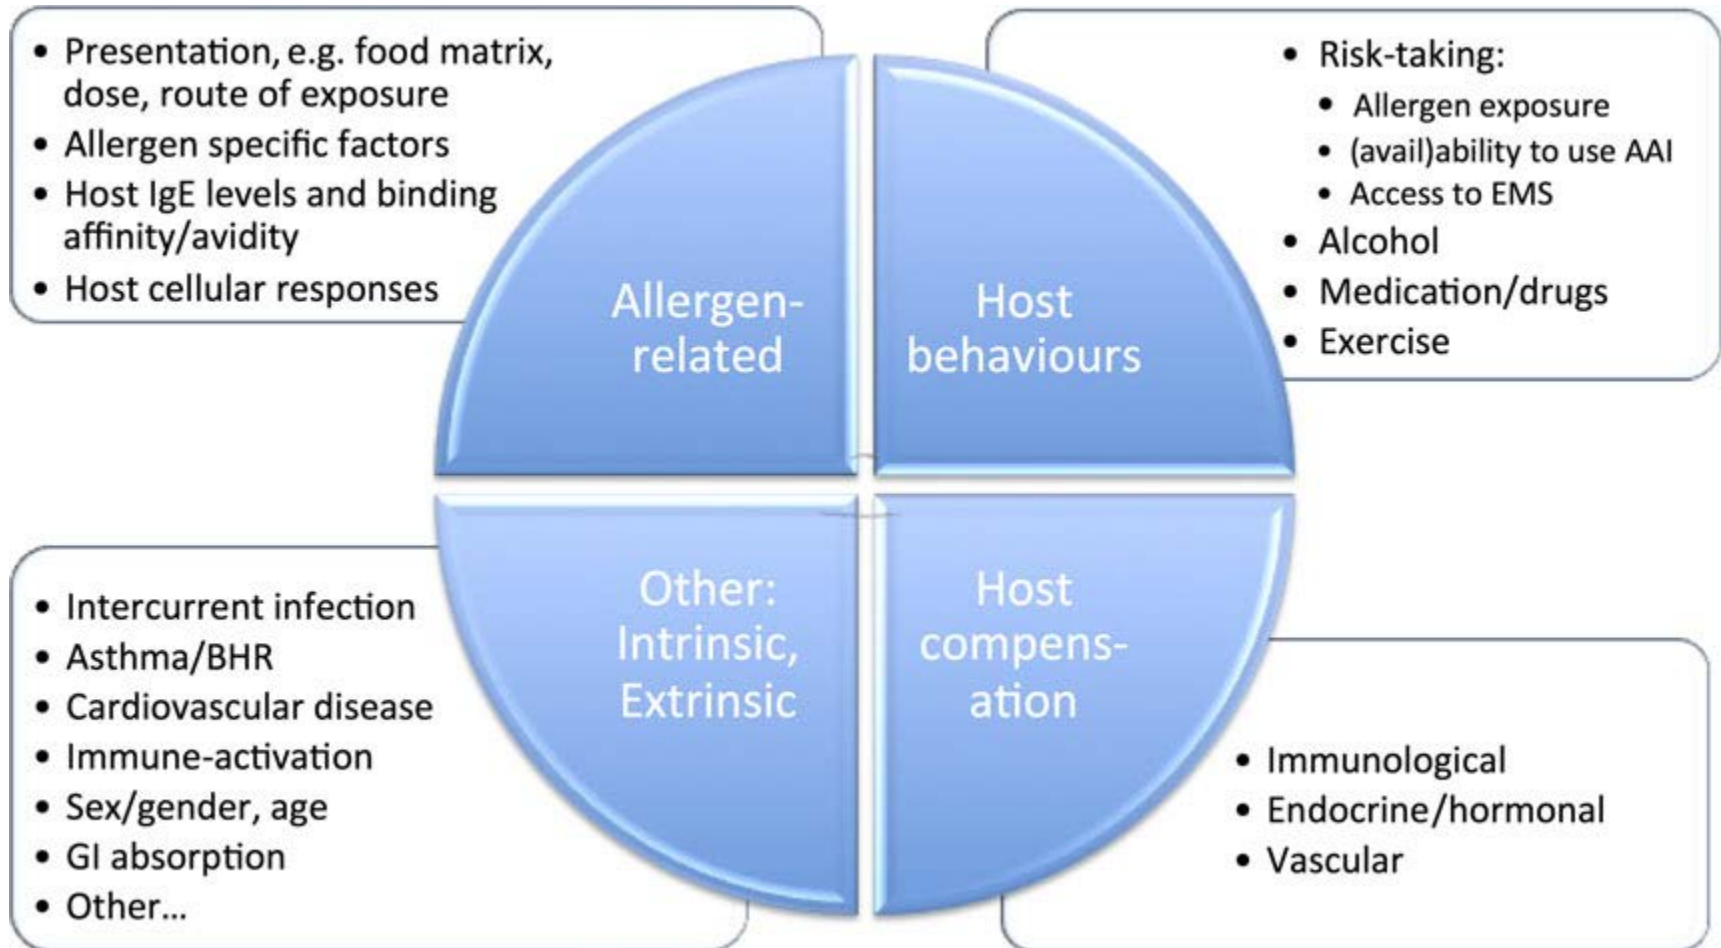 • Presentation, e.g. food matrix,
dose, route of exposure
• Allergen specific factors
• Host IgE levels and binding
affinity/avidity
• Host cellular responses
Allergen-
related
• Risk-taking:
• Allergen exposure
• (avail)ability to use AAI
• Access to EMS
• Alcohol
• Medication/drugs
• Exercise
Host
behaviours
• Intercurrent infection
• Asthma/BHR
• Cardiovascular disease
• Immune-activation
• Sex/gender, age
• GI absorption
• Other...
Other:
Intrinsic,
Extrinsic
Host
compens-
ation
• Immunological
• Endocrine/hormonal
• Vascular